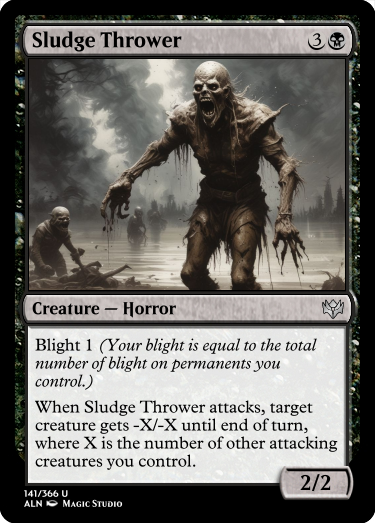 Sludge Thrower 3
Creature — Horror
Blight 1 (Your blight is equal to the total
number of blight on permanents you
control.)
When Sludge Thrower attacks, target
creature gets -X/-X until end of turn,
where X is the number of other attacking
creatures you control.
2/2
141/366 U
ALN Magic Studio